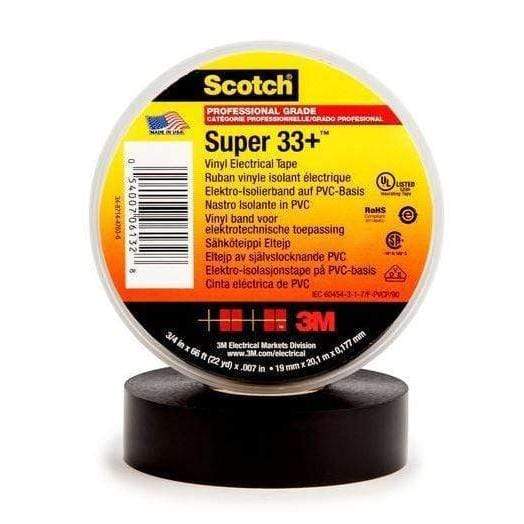 Scotch®
PROFESSIONAL GRADE
CATÉGORIE PROFESSIONNELLE/GRADO PROFESIONAL
MADE IN U.S.A.
Super 33+™
Vinyl Electrical Tape
Ruban vinyle isolant électrique
Elektro-Isolierband auf PVC-Basis
Nastro Isolante in PVC
Vinyl band voor
elektrotechnische toepassing
Sähköteippi Eltejp
Eltejp av självslocknande PVC
Elektro-isolasjonstape på PVC-basis
Cinta eléctrica de PVC
UL LISTED
Insulating Tape
RoHS
IEC 60454-3-1-7/F-PVCP/90
0 54007 06132 8
3M
3M Electrical Markets Division
www.3M.com/electrical
3/4 in x 66 ft (22 yd) x .007 in • 19 mm x 20,1 m x 0,177 mm